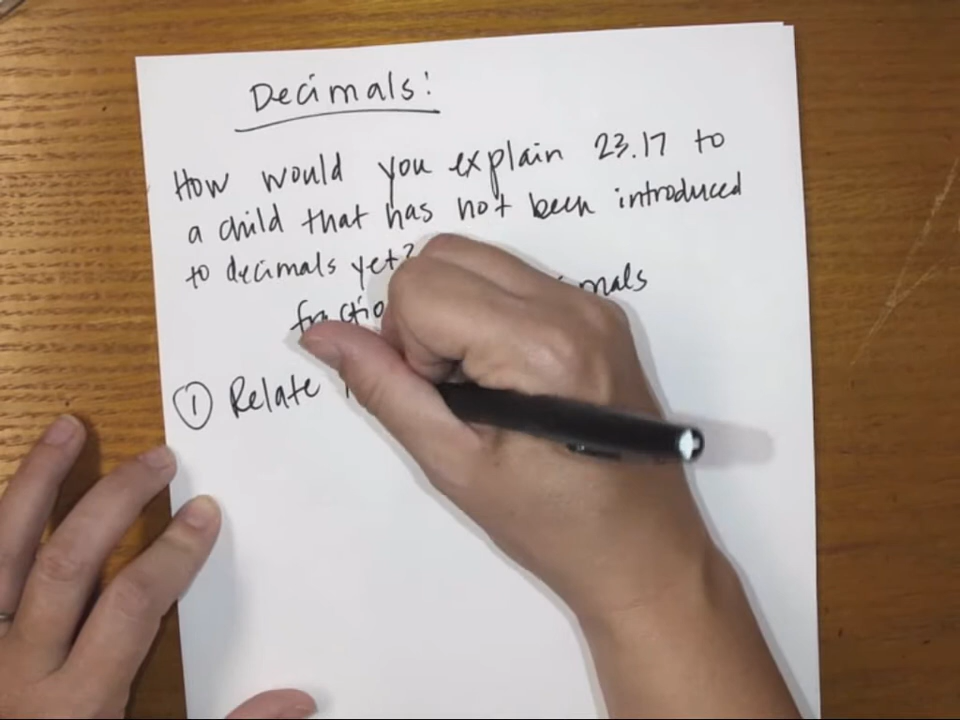 Decimals:
How would you explain 23.17 to
a child that has not been introduced
to decimals yet?
①Relate